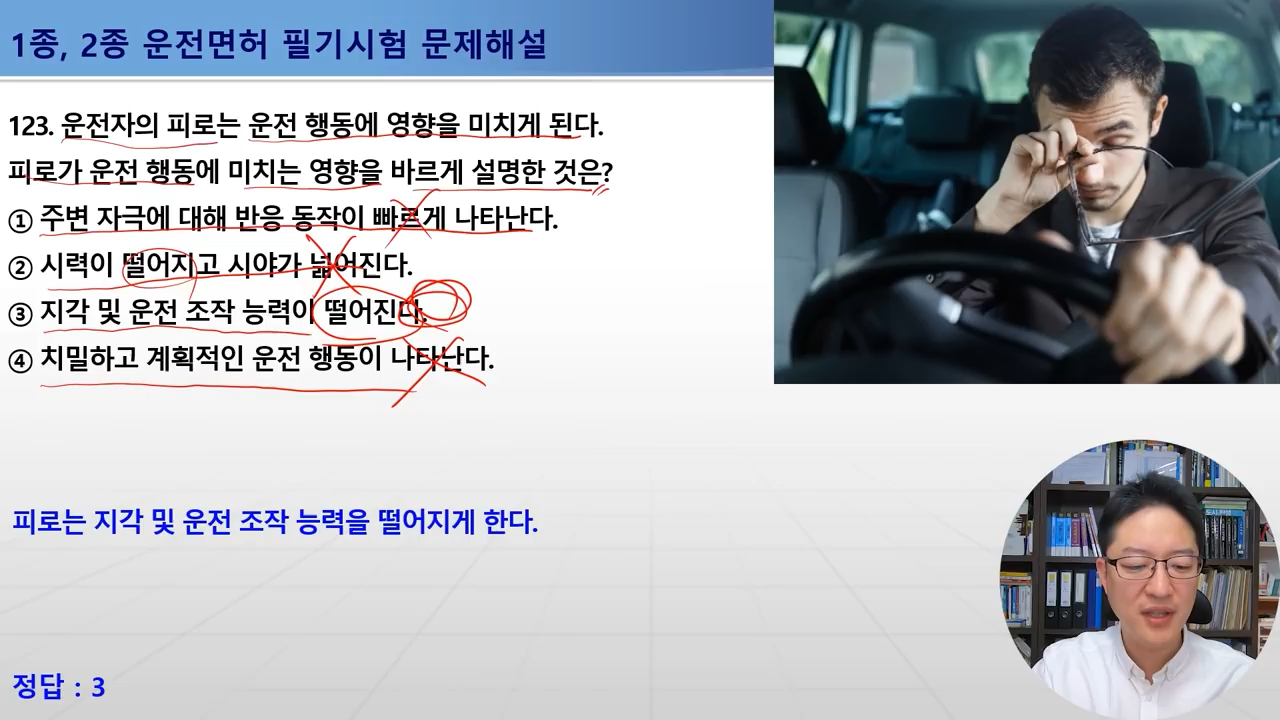 1종, 2종 운전면허 필기시험 문제해설
123. 운전자의 피로는 운전 행동에 영향을 미치게 된다.
피로가 운전 행동에 미치는 영향을 바르게 설명한 것은?
① 주변 자극에 대해 반응 동작이 빠르게 나타난다.
② 시력이 떨어지고 시야가 넓어진다.
③ 지각 및 운전 조작 능력이 떨어진다.
④ 치밀하고 계획적인 운전 행동이 나타난다.
피로는 지각 및 운전 조작 능력을 떨어지게 한다.
정답 : 3